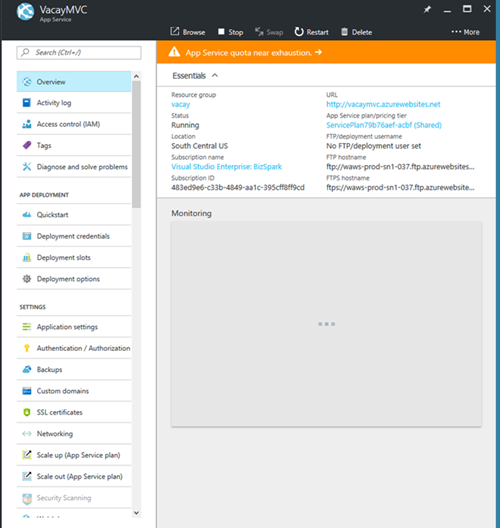 VacayMVC
App Service
Browse
Stop
Swap
Restart
Delete
More
Search (Ctrl+/)
Overview
Activity log
Access control (IAM)
Tags
Diagnose and solve problems
APP DEPLOYMENT
Quickstart
Deployment credentials
Deployment slots
Deployment options
SETTINGS
Application settings
Authentication / Authorization
Backups
Custom domains
SSL certificates
Networking
Scale up (App Service plan)
Scale out (App Service plan)
Security Scanning
App Service quota near exhaustion.
Essentials
Resource group
vacay
Status
Running
Location
South Central US
Subscription name
Visual Studio Enterprise: BizSpark
Subscription ID
483ed9e6-c33b-4849-aa1c-395cff8ff9cd
URL
http://vacaymvc.azurewebsites.net
App Service plan/pricing tier
ServicePlan79b76aef-acbf (Shared)
FTP/deployment username
No FTP/deployment user set
FTP hostname
ftp://waws-prod-sn1-037.ftp.azurewebsites...
FTPS hostname
ftps://waws-prod-sn1-037.ftp.azurewebsite...
Monitoring